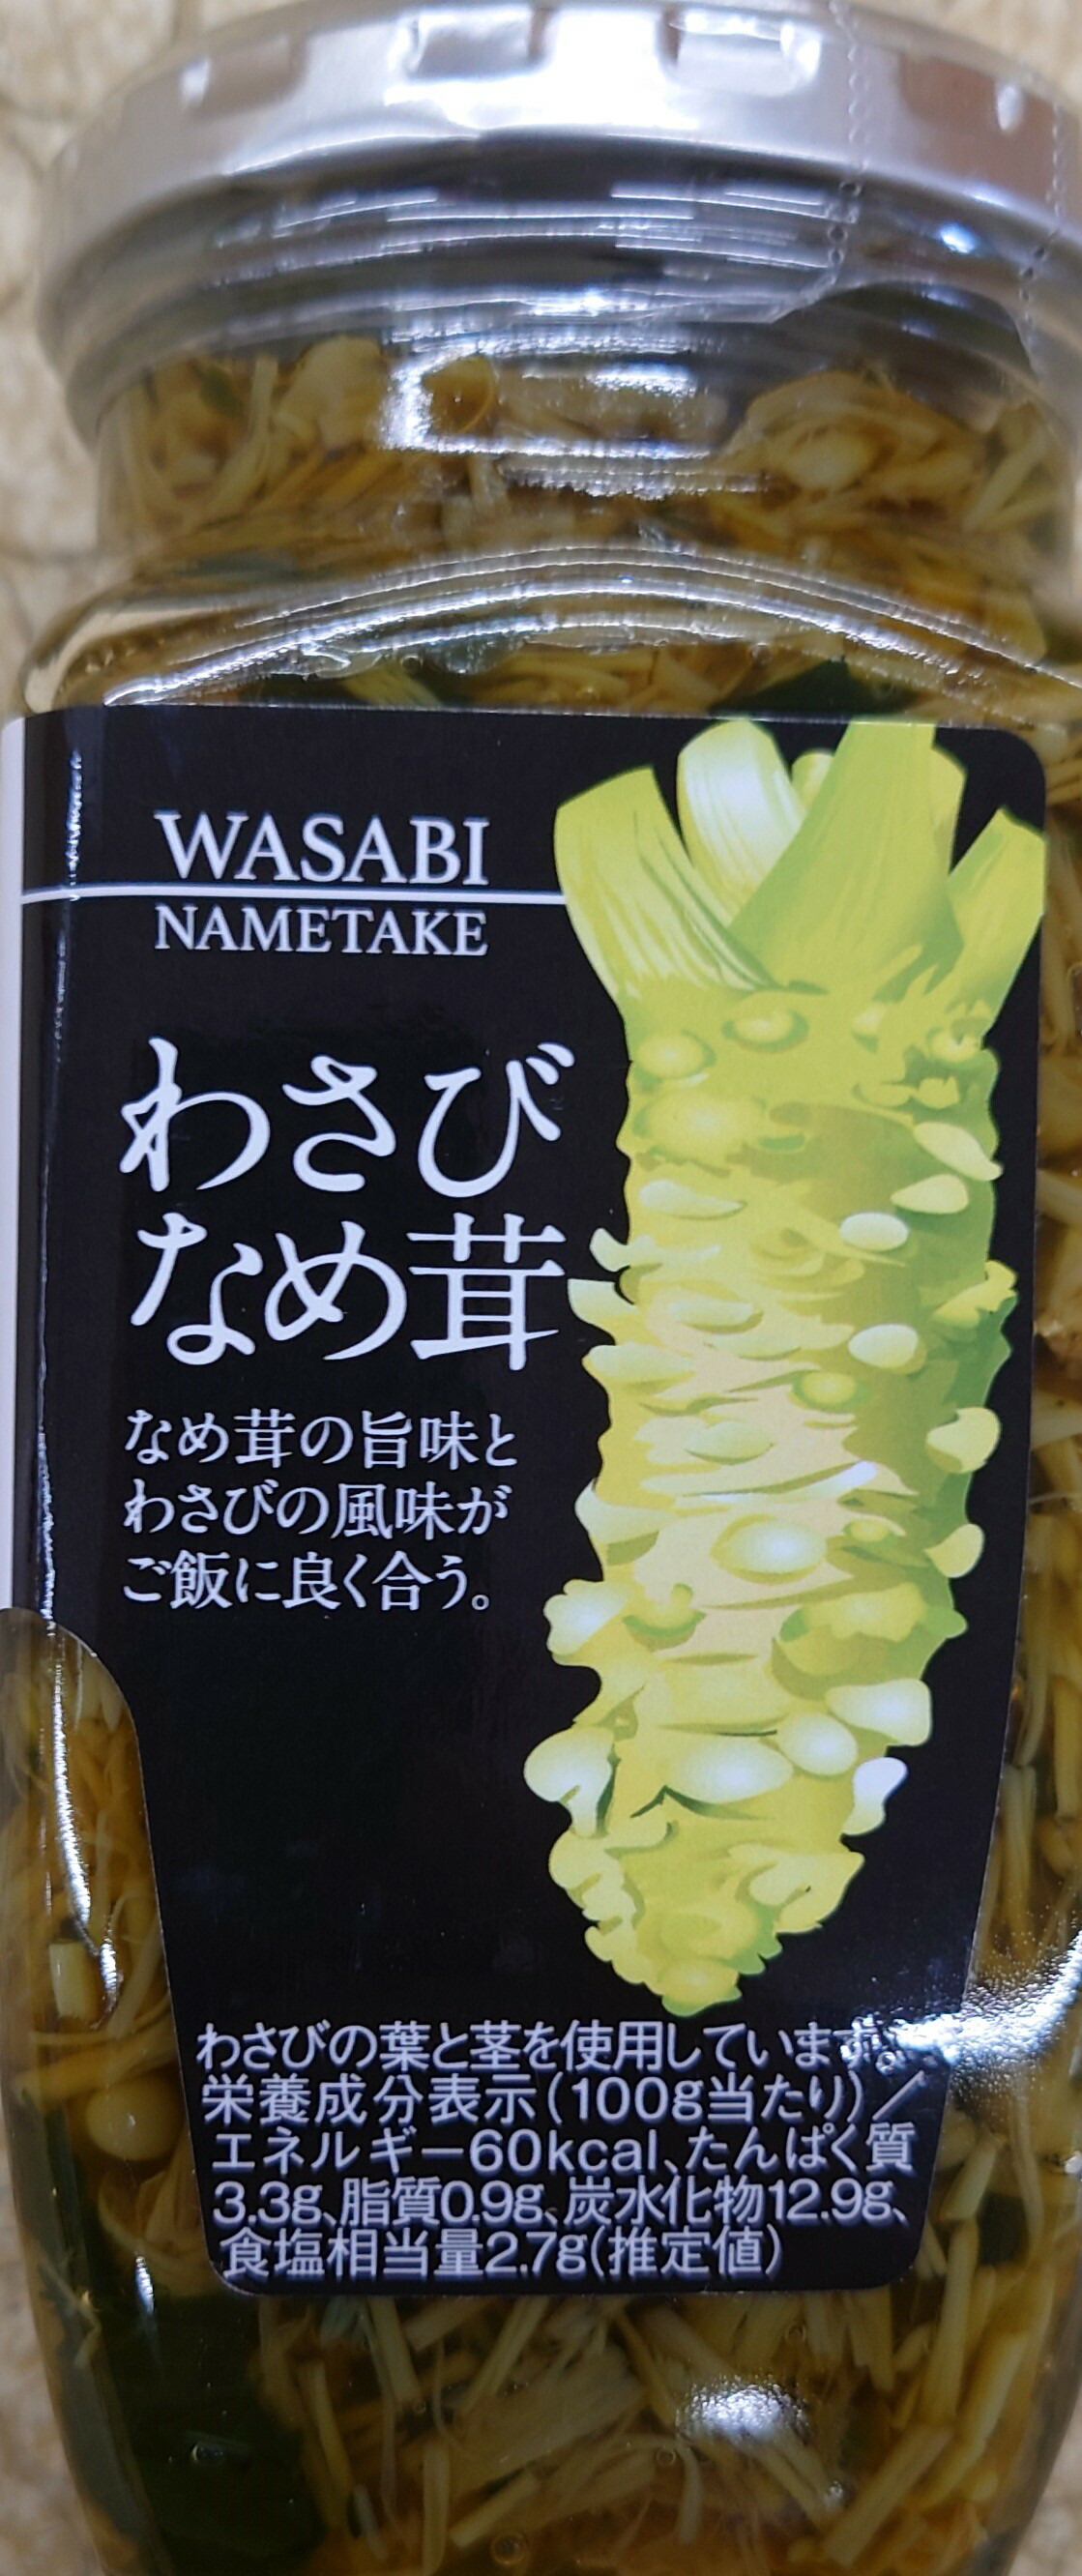 WASABI
NAMETAKE
わさび
なめ茸
なめ茸の旨味と
わさびの風味が
ご飯に良く合う。
わさびの葉と茎を使用しています。
栄養成分表示(100g当たり)／
エネルギー60kcal、たんぱく質
3.3g、脂質0.9g、炭水化物12.9g、
食塩相当量2.7g(推定値)